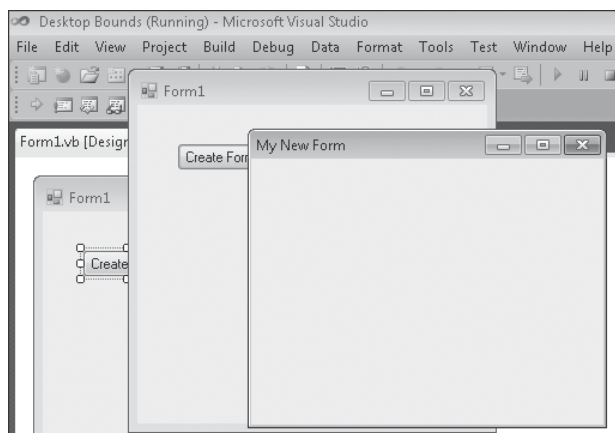 Desktop Bounds (Running) - Microsoft Visual Studio
File Edit View Project Build Debug Data Format Tools Test Window Help
Form1
Form1.vb [Design
My New Form
Create Form
Form1
Create